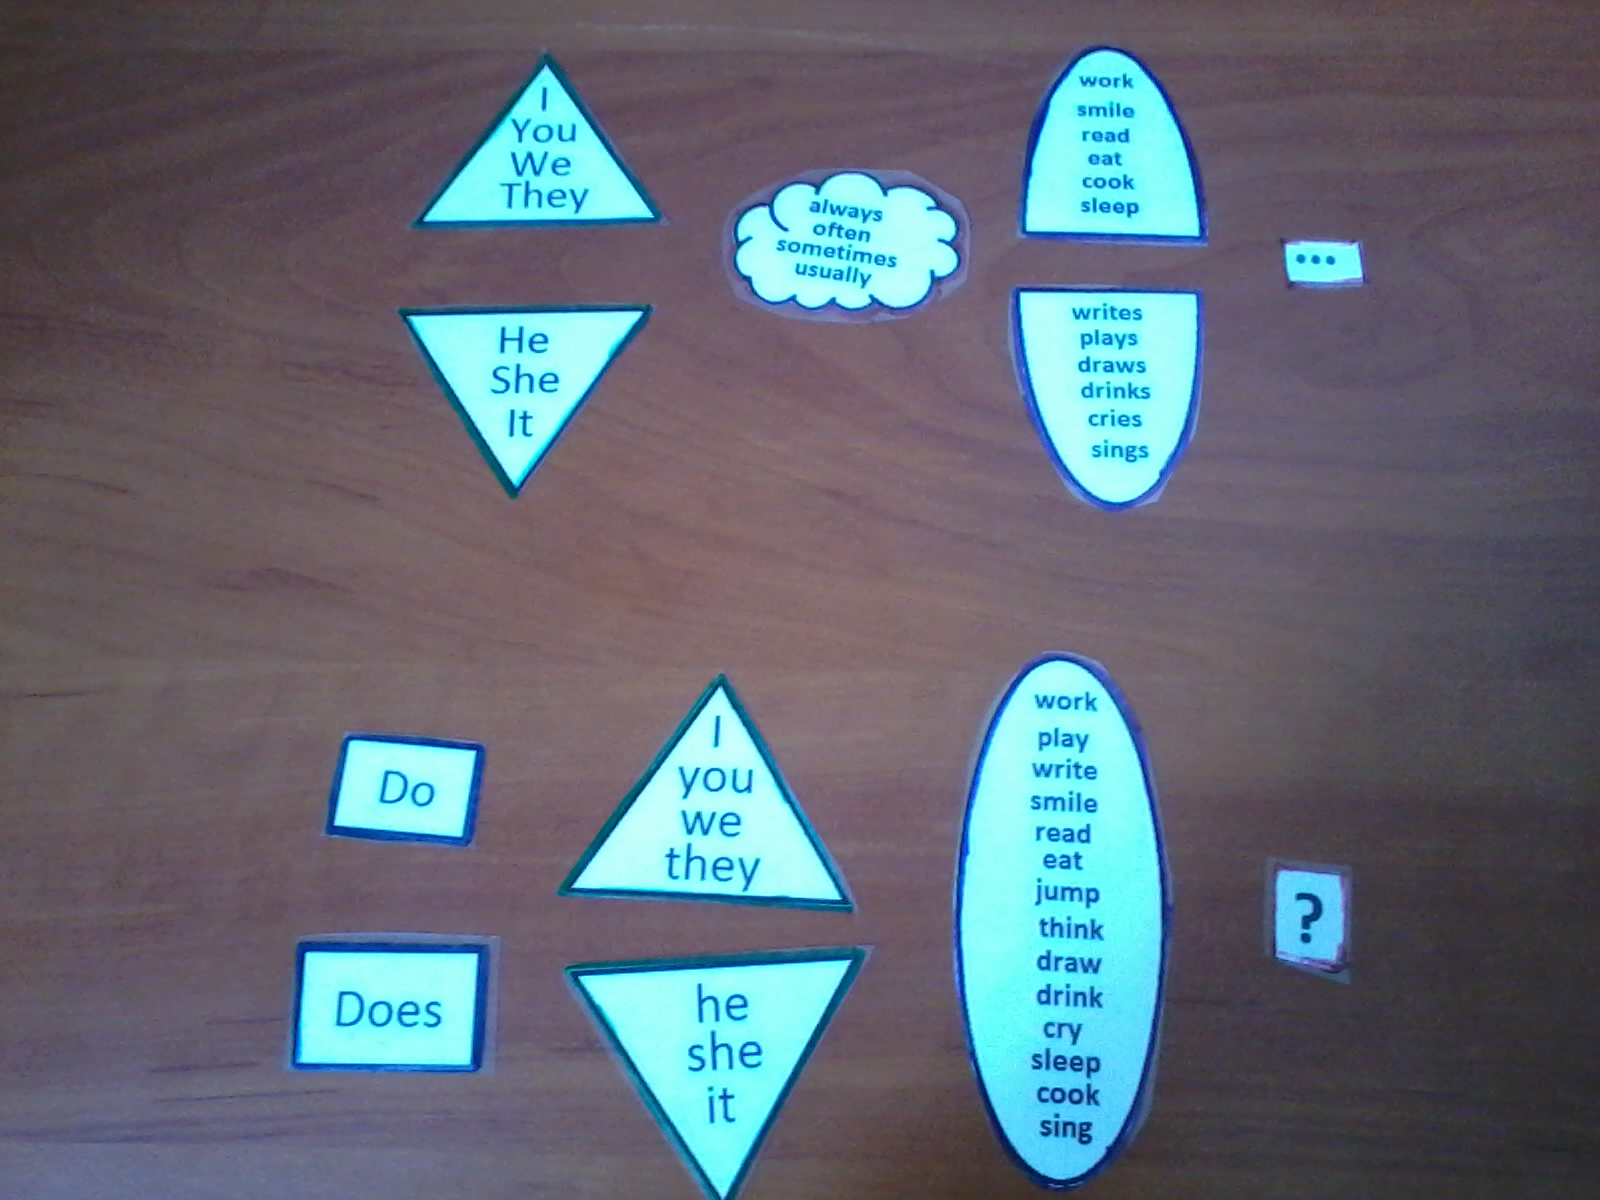 I
You
We
They
He
She
It
always
often
sometimes
usually
work
smile
read
eat
cook
sleep
writes
plays
draws
drinks
cries
sings
...
Do
Does
I
you
we
they
he
she
it
work
play
write
smile
read
eat
jump
think
draw
drink
cry
sleep
cook
sing
?